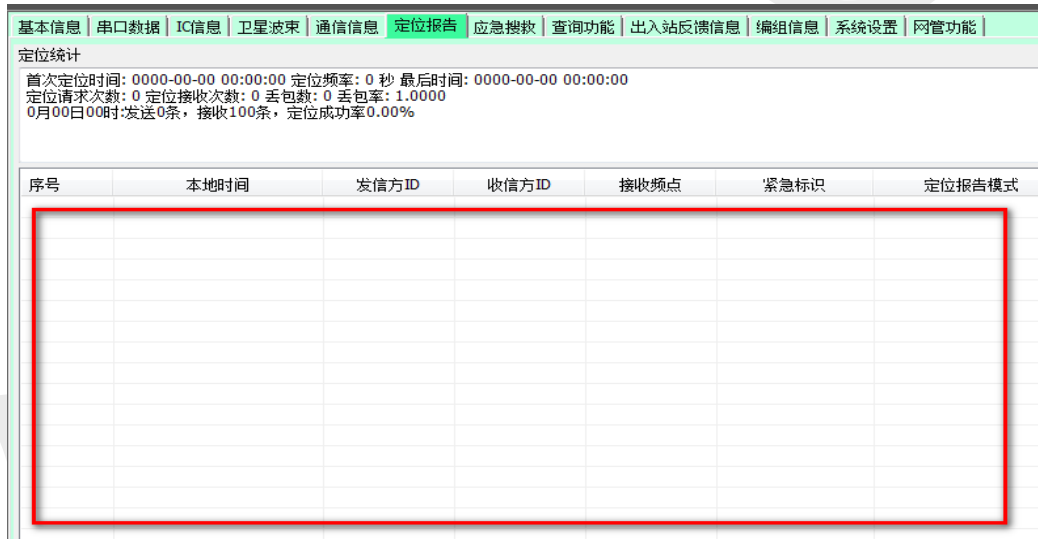 基本信息 串口数据 IC信息 卫星波束 通信信息 定位报告 应急搜救 查询功能 出入站反馈信息 编组信息 系统设置 网管功能
定位统计
首次定位时间: 0000-00-00 00:00:00 定位频率: 0 秒 最后时间: 0000-00-00 00:00:00
定位请求次数: 0 定位接收次数: 0 丢包数: 0 丢包率: 1.0000
0月00日00时:发送0条，接收100条，定位成功率0.00%
序号 本地时间 发信方ID 收信方ID 接收频点 紧急标识 定位报告模式